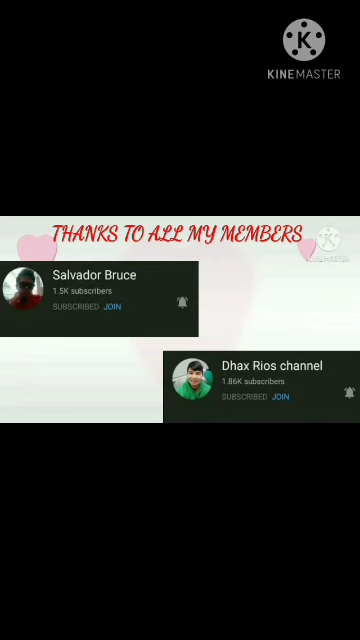 K
KINEMASTER
THANKS TO ALL MY MEMBERS
KINEMASTER
Salvador Bruce
1.5K subscribers
SUBSCRIBED JOIN
Dhax Rios channel
1.86K subscribers
SUBSCRIBED JOIN